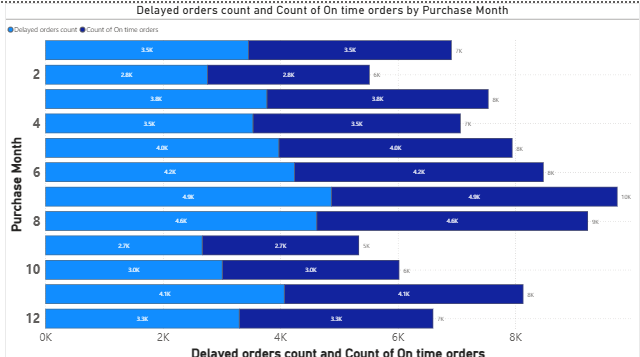 Delayed orders count and Count of On time orders by Purchase Month
Delayed orders count Count of On time orders
3.5K 3.5K 7K
2 2.8K 2.8K 6K
3.8K 3.8K 8K
4 3.5K 3.5K 7K
4.0K 4.0K 8K
6 4.2K 4.2K 8K
4.9K 4.9K 10K
8 4.6K 4.6K 9K
2.7K 2.7K 5K
10 3.0K 3.0K 6K
4.1K 4.1K 8K
12 3.3K 3.3K 7K
Purchase Month
0K 2K 4K 6K 8K
Delayed orders count and Count of On time orders